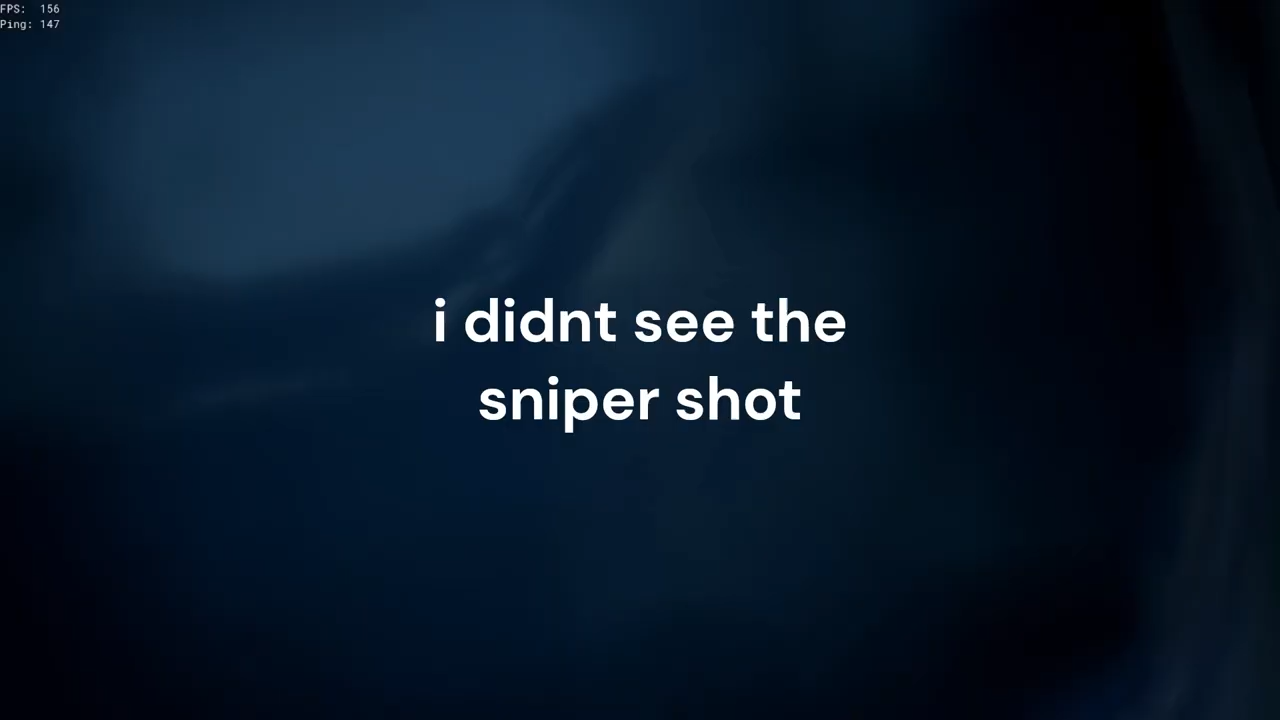 FPS: 156
Ping: 147
i didnt see the
sniper shot